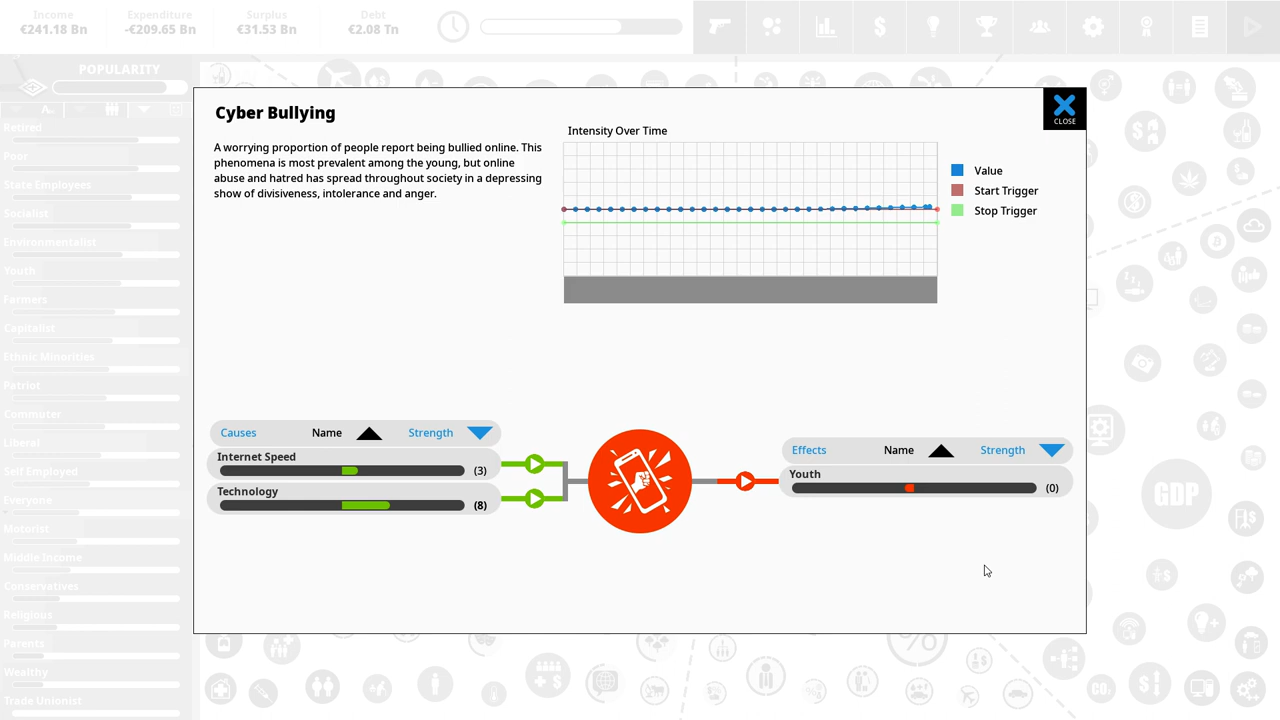 Income
Expenditure
Surplus
Debt
€241.18 Bn
-€209.65 Bn
€31.53 Bn
€2.08 Tn
POPULARITY
Retired
Poor
State Employees
Socialist
Environmentalist
Youth
Farmers
Capitalist
Ethnic Minorities
Patriot
Commuter
Liberal
Self Employed
Everyone
Motorist
Middle Income
Conservatives
Religious
Parents
Wealthy
Trade Unionist
Cyber Bullying
CLOSE
A worrying proportion of people report being bullied online. This
phenomena is most prevalent among the young, but online
abuse and hatred has spread throughout society in a depressing
show of divisiveness, intolerance and anger.
Intensity Over Time
Value
Start Trigger
Stop Trigger
Causes
Name
Strength
Internet Speed
(3)
Technology
(8)
Effects
Name
Strength
Youth
(0)
GDP